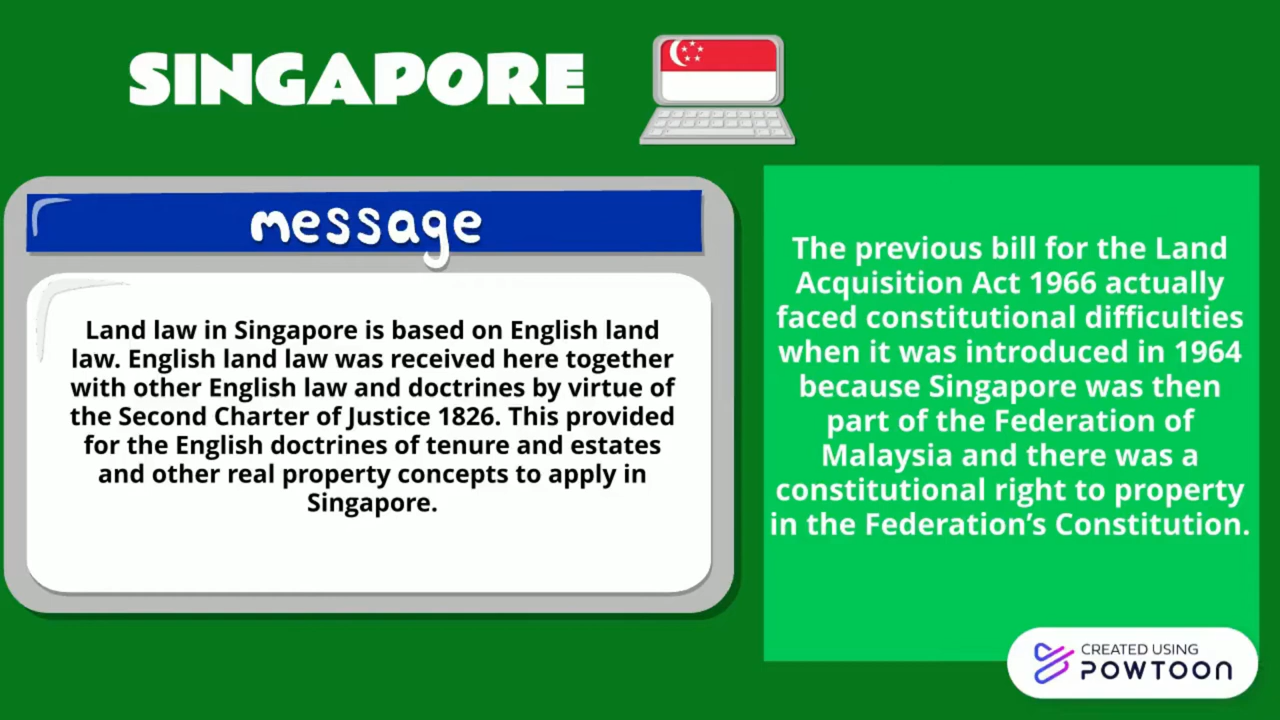 SINGAPORE
message
Land law in Singapore is based on English land
law. English land law was received here together
with other English law and doctrines by virtue of
the Second Charter of Justice 1826. This provided
for the English doctrines of tenure and estates
and other real property concepts to apply in
Singapore.
The previous bill for the Land
Acquisition Act 1966 actually
faced constitutional difficulties
when it was introduced in 1964
because Singapore was then
part of the Federation of
Malaysia and there was a
constitutional right to property
in the Federation’s Constitution.
CREATED USING
POWTOON